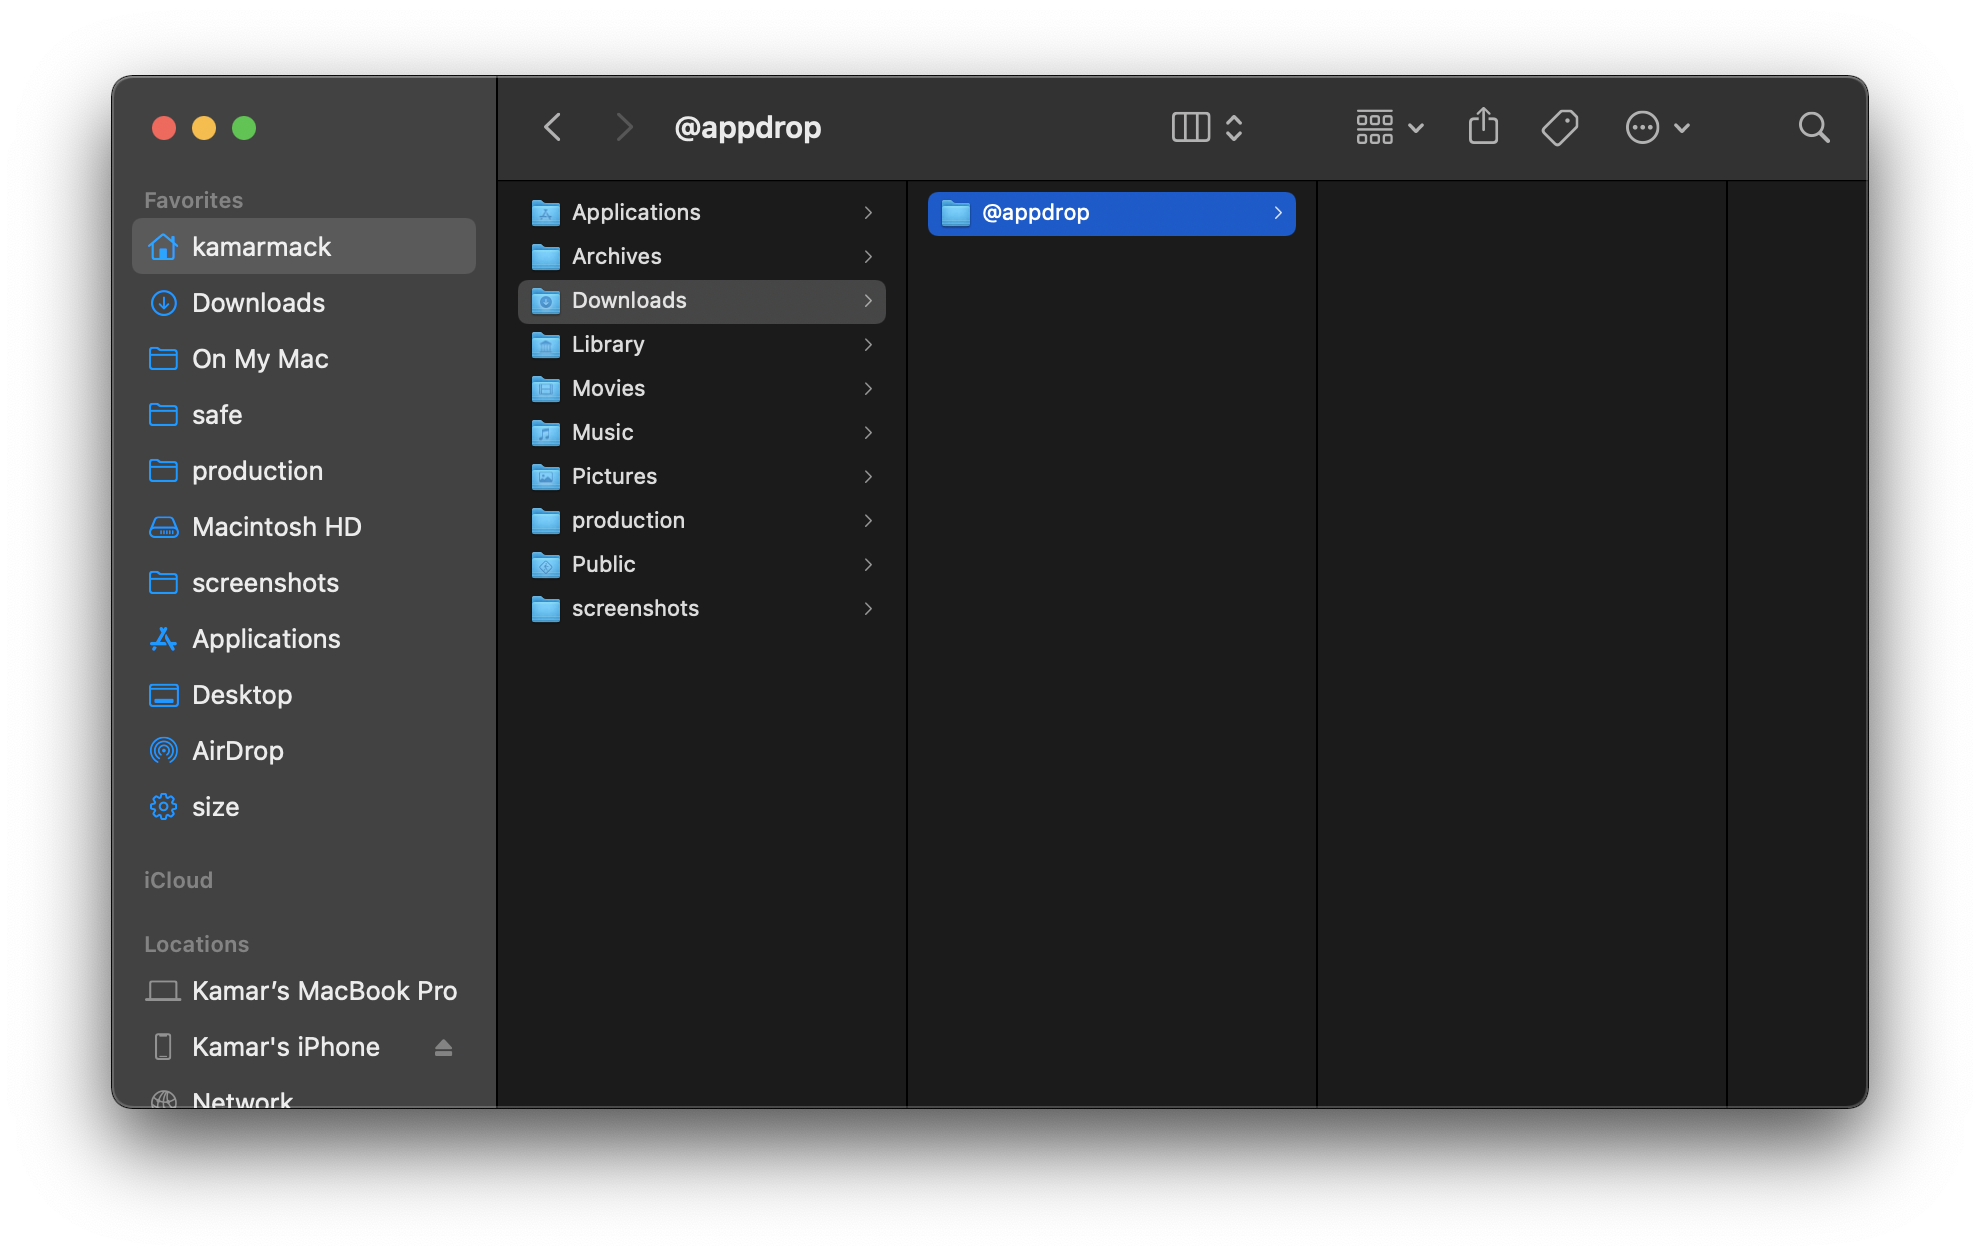 @appdrop
Favorites
kamarmack
Downloads
On My Mac
safe
production
Macintosh HD
screenshots
Applications
Desktop
AirDrop
size
iCloud
Locations
Kamar’s MacBook Pro
Kamar's iPhone
Network
Applications
Archives
Downloads
Library
Movies
Music
Pictures
production
Public
screenshots
@appdrop